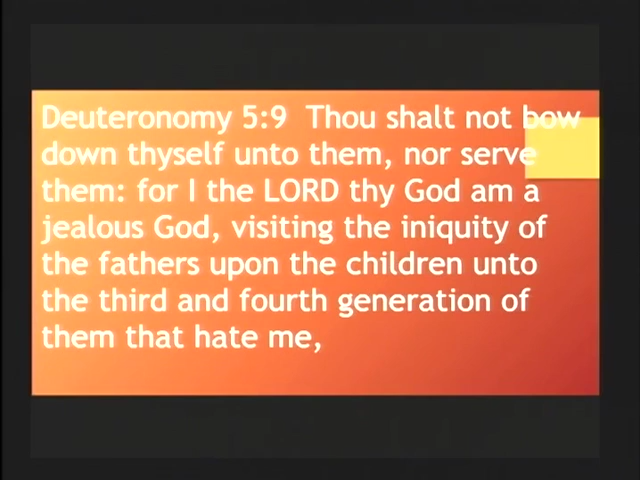 Deuteronomy 5:9  Thou shalt not bow
down thyself unto them, nor serve
them: for I the LORD thy God am a
jealous God, visiting the iniquity of
the fathers upon the children unto
the third and fourth generation of
them that hate me,